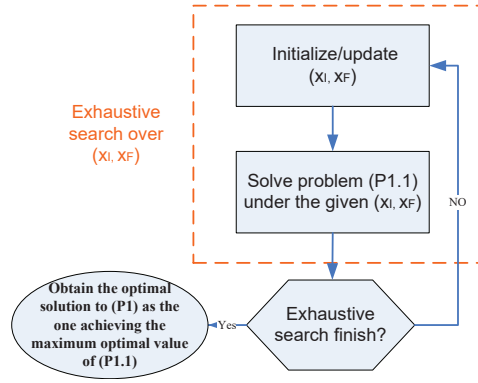 Initialize/update
(xI, xF)
Exhaustive
search over
(xI, xF)
Solve problem (P1.1)
under the given (xI, xF)
NO
Exhaustive
search finish?
Yes
Obtain the optimal
solution to (P1) as the
one achieving the
maximum optimal value
of (P1.1)